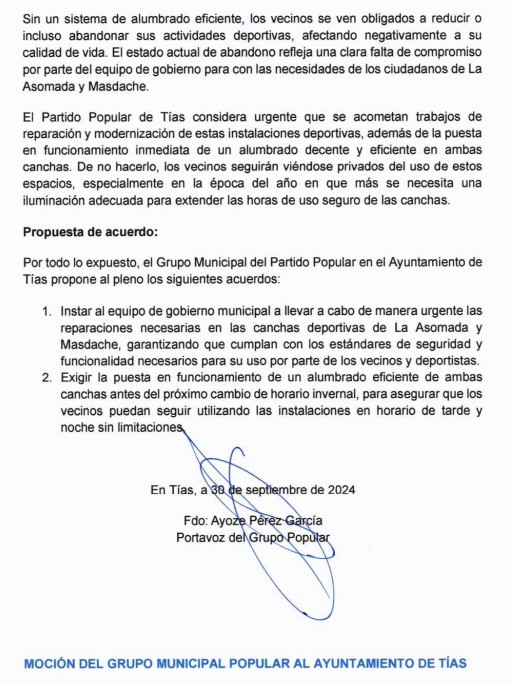 Sin un sistema de alumbrado eficiente, los vecinos se ven obligados a reducir o
incluso abandonar sus actividades deportivas, afectando negativamente a su
calidad de vida. El estado actual de abandono refleja una clara falta de compromiso
por parte del equipo de gobierno para con las necesidades de los ciudadanos de La
Asomada y Masdache.
El Partido Popular de Tías considera urgente que se acometan trabajos de
reparación y modernización de estas instalaciones deportivas, además de la puesta
en funcionamiento inmediata de un alumbrado decente y eficiente en ambas
canchas. De no hacerlo, los vecinos seguirán viéndose privados del uso de estos
espacios, especialmente en la época del año en que más se necesita una
iluminación adecuada para extender las horas de uso seguro de las canchas.
Propuesta de acuerdo:
Por todo lo expuesto, el Grupo Municipal del Partido Popular en el Ayuntamiento de
Tías propone al pleno los siguientes acuerdos:
1. Instar al equipo de gobierno municipal a llevar a cabo de manera urgente las
reparaciones necesarias en las canchas deportivas de La Asomada y
Masdache, garantizando que cumplan con los estándares de seguridad y
funcionalidad necesarios para su uso por parte de los vecinos y deportistas.
2. Exigir la puesta en funcionamiento de un alumbrado eficiente de ambas
canchas antes del próximo cambio de horario invernal, para asegurar que los
vecinos puedan seguir utilizando las instalaciones en horario de tarde y
noche sin limitaciones.
En Tías, a 30 de septiembre de 2024
Fdo: Ayoze Pérez García
Portavoz del Grupo Popular
MOCIÓN DEL GRUPO MUNICIPAL POPULAR AL AYUNTAMIENTO DE TÍAS